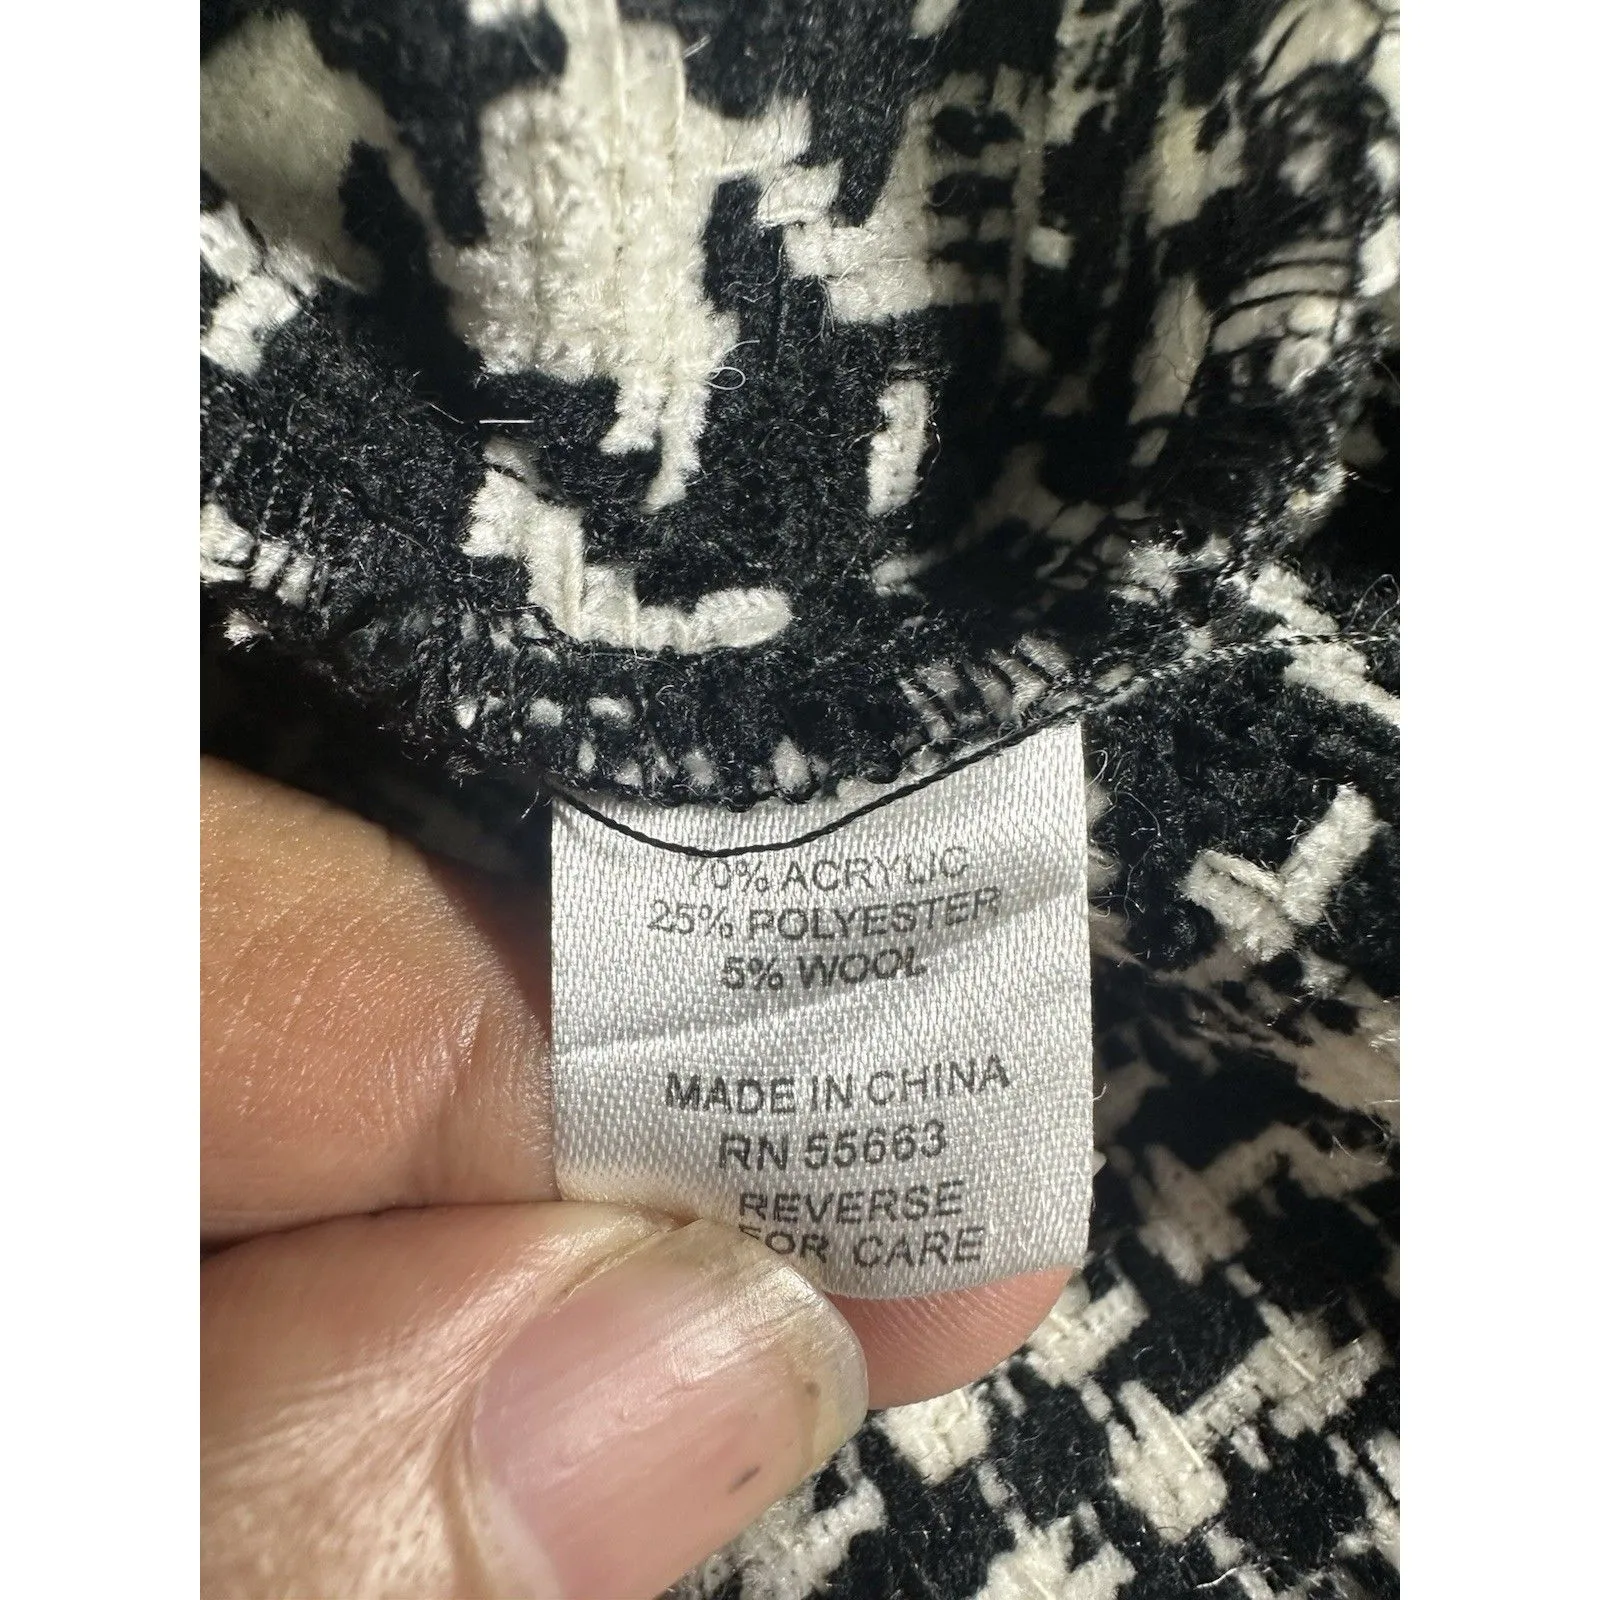 70% ACRYLIC
25% POLYESTER
5% WOOL
MADE IN CHINA
RN 55663
REVERSE
FOR CARE